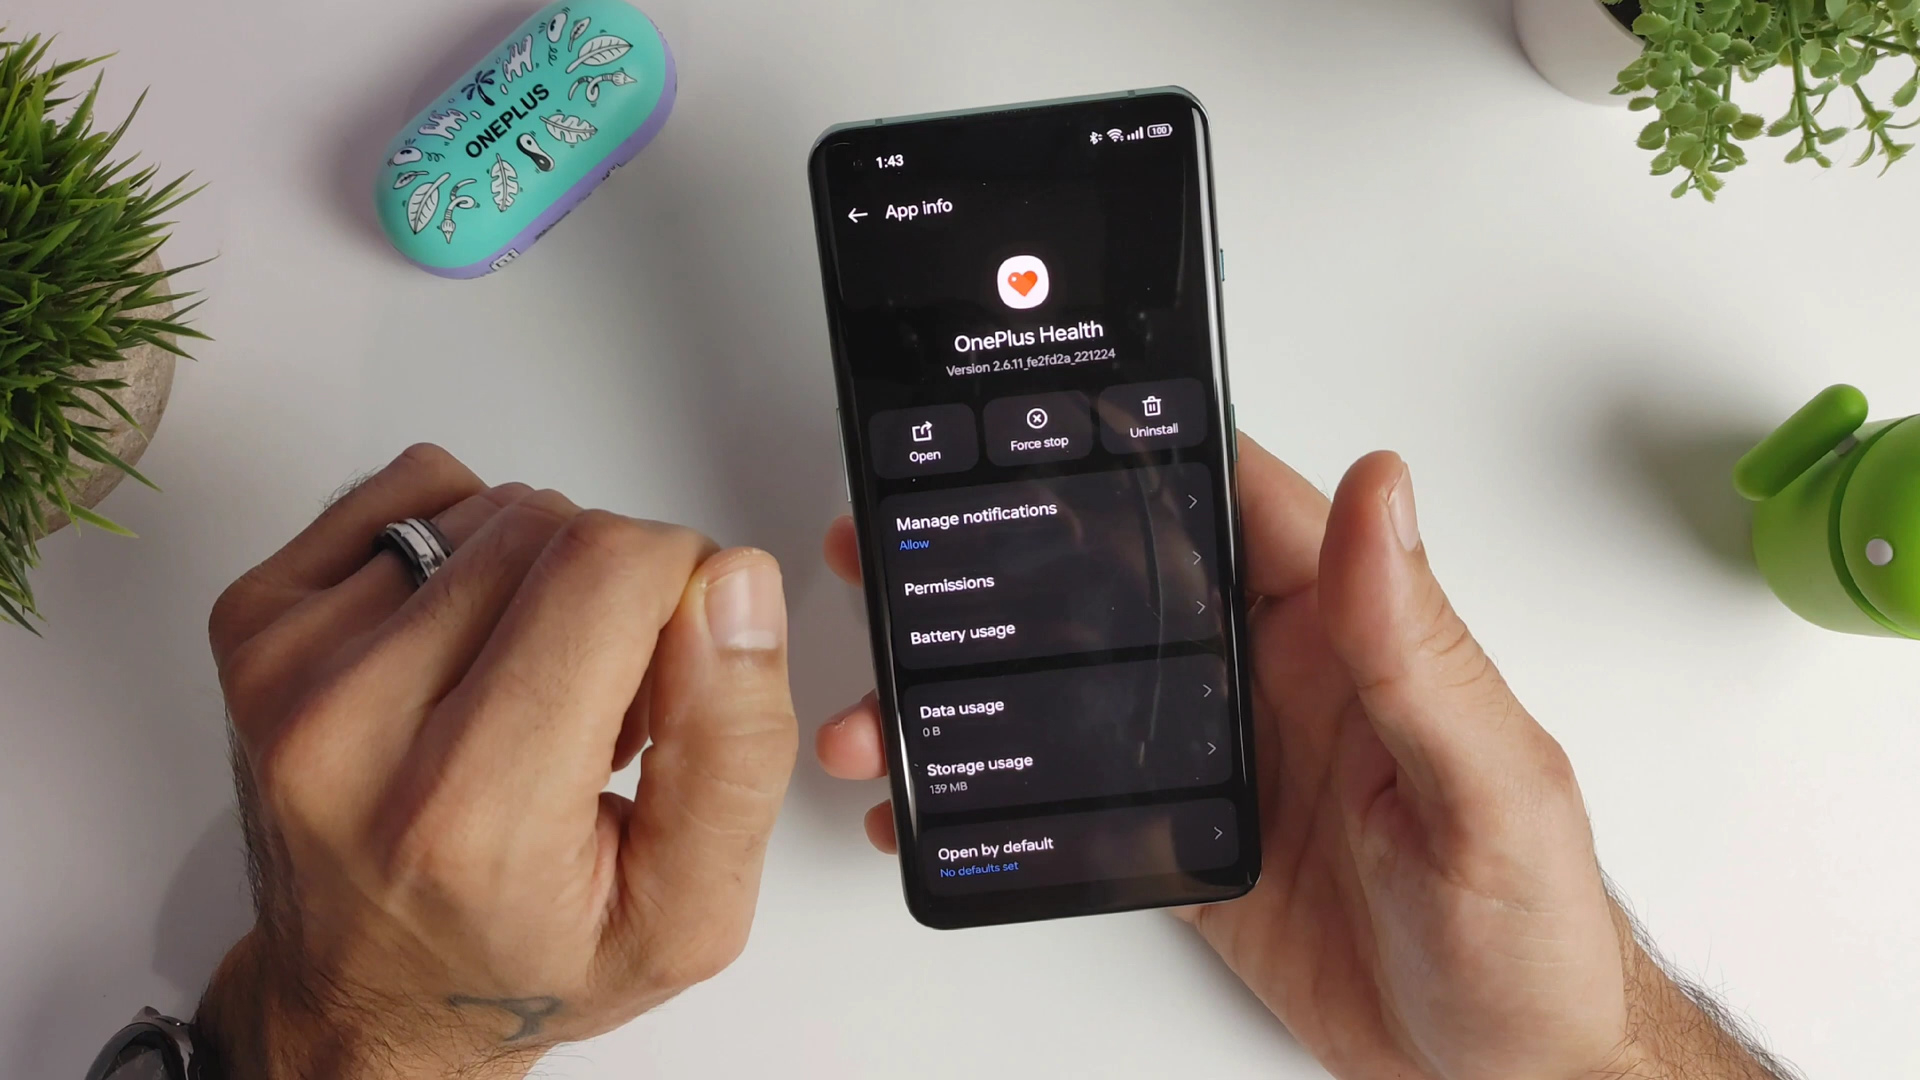 ONEPLUS
1:43
100
App info
OnePlus Health
Version 2.6.11_fe2fd2a_221224
Open
Force stop
Uninstall
Manage notifications
Allow
Permissions
Battery usage
Data usage
0 B
Storage usage
139 MB
Open by default
No defaults set